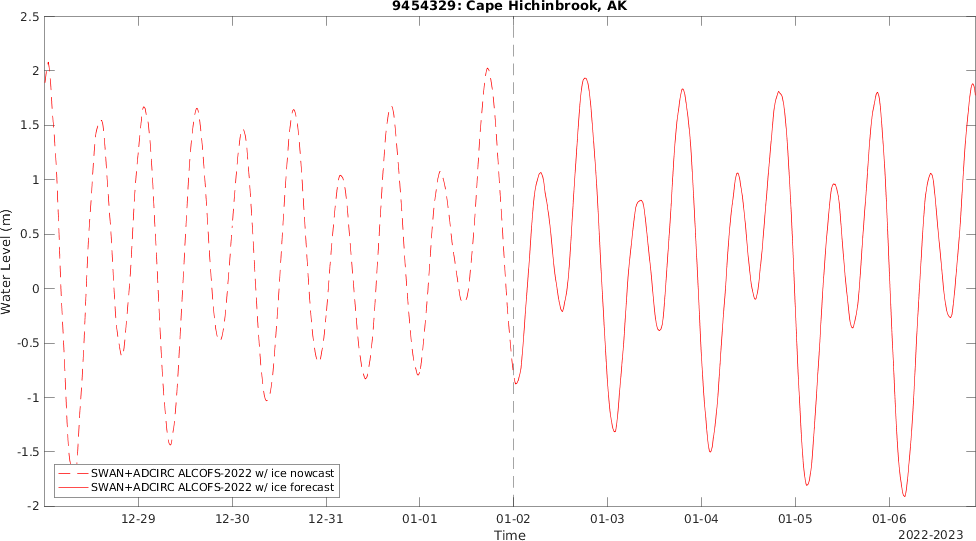 9454329: Cape Hichinbrook, AK
2.5
2
1.5
1
0.5
0
-0.5
-1
-1.5
-2
Water Level (m)
SWAN+ADCIRC ALCOFS-2022 w/ ice nowcast
SWAN+ADCIRC ALCOFS-2022 w/ ice forecast
12-29 12-30 12-31 01-01 01-02 01-03 01-04 01-05 01-06
Time
2022-2023